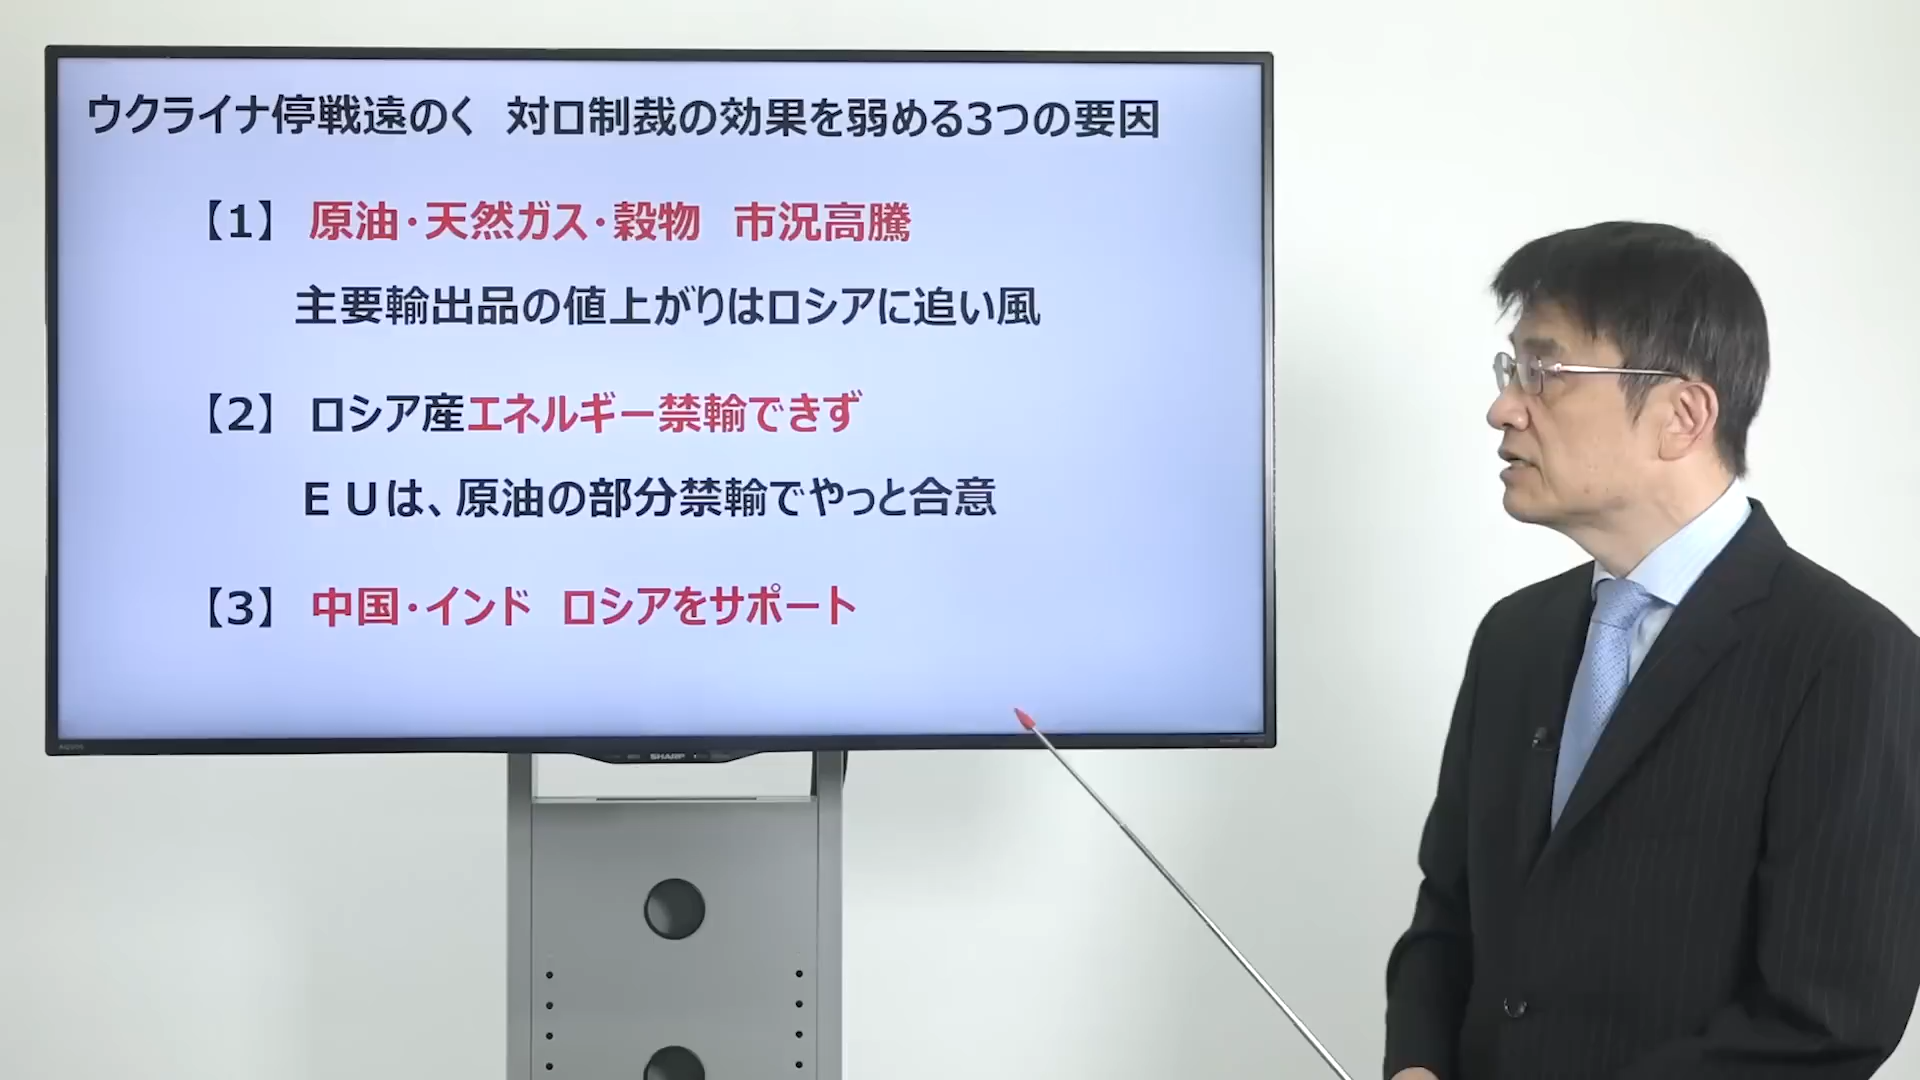 ウクライナ停戦遠のく 対ロ制裁の効果を弱める3つの要因
【1】 原油・天然ガス・穀物 市況高騰
主要輸出品の値上がりはロシアに追い風
【2】 ロシア産エネルギー禁輸できず
ＥＵは、原油の部分禁輸でやっと合意
【3】 中国・インド ロシアをサポート
AQUOS
SHARP